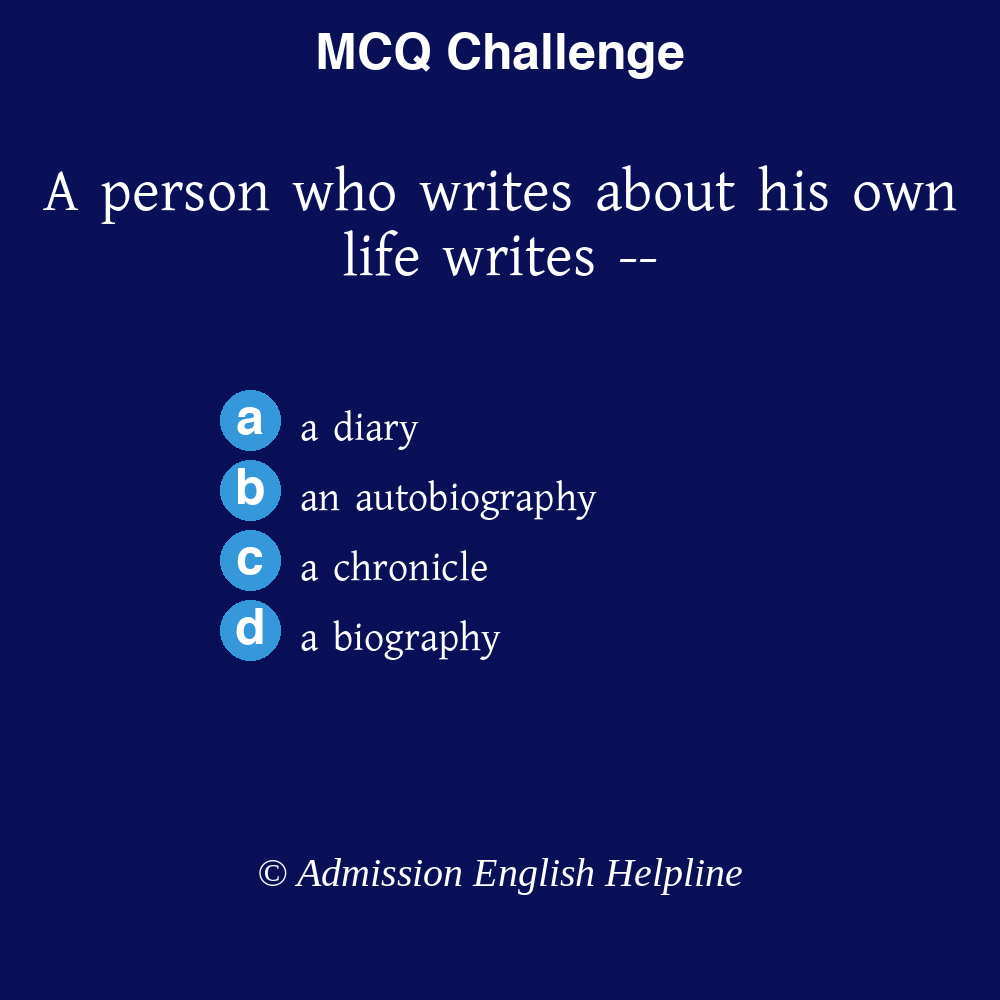 MCQ Challenge
A person who writes about his own
life writes --
a a diary
b an autobiography
c a chronicle
d a biography
© Admission English Helpline